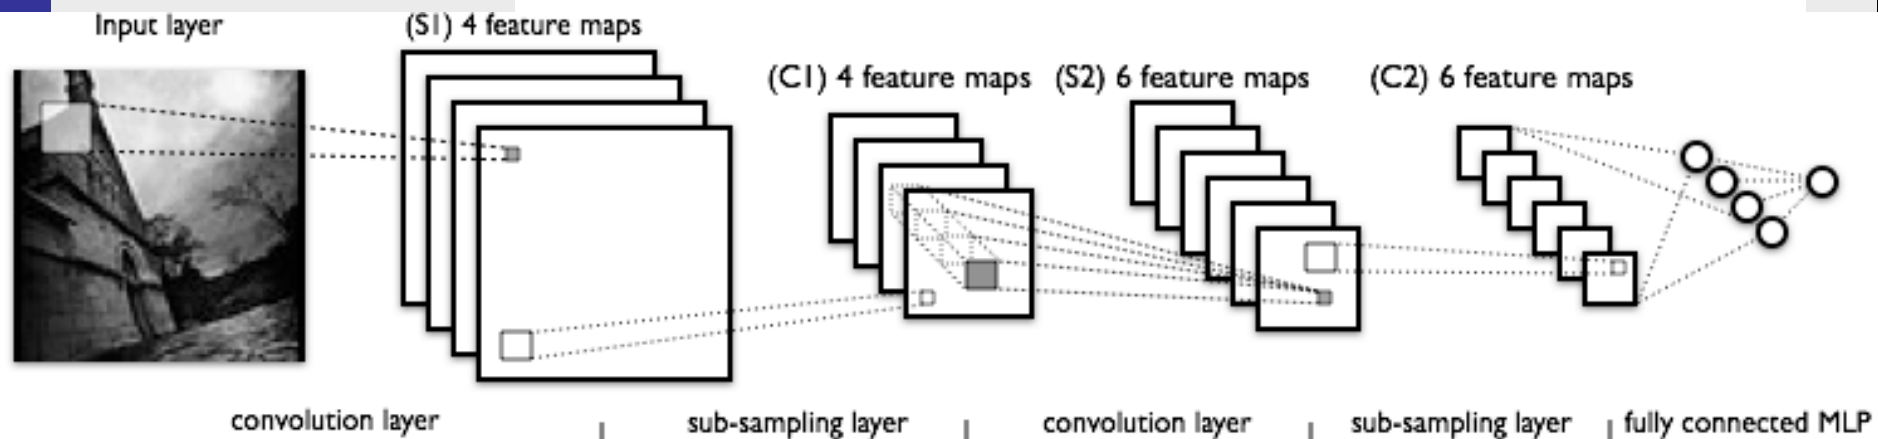 Input layer
(S1) 4 feature maps
(C1) 4 feature maps
(S2) 6 feature maps
(C2) 6 feature maps
convolution layer
sub-sampling layer
convolution layer
sub-sampling layer
fully connected MLP